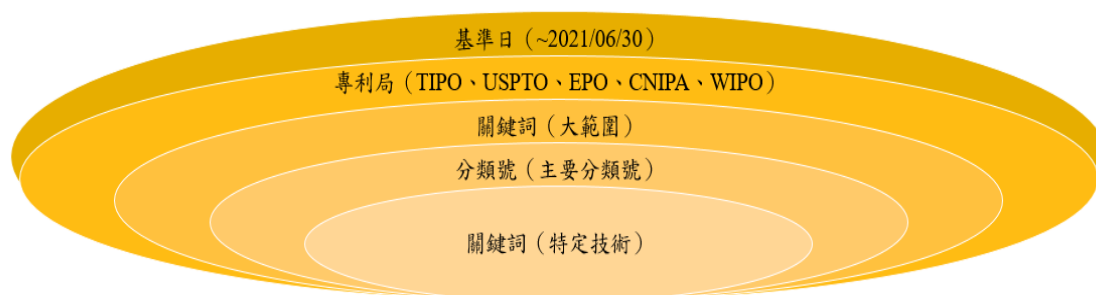 基準日（~2021/06/30）
專利局（TIPO、USPTO、EPO、CNIPA、WIPO）
關鍵詞（大範圍）
分類號（主要分類號）
關鍵詞（特定技術）